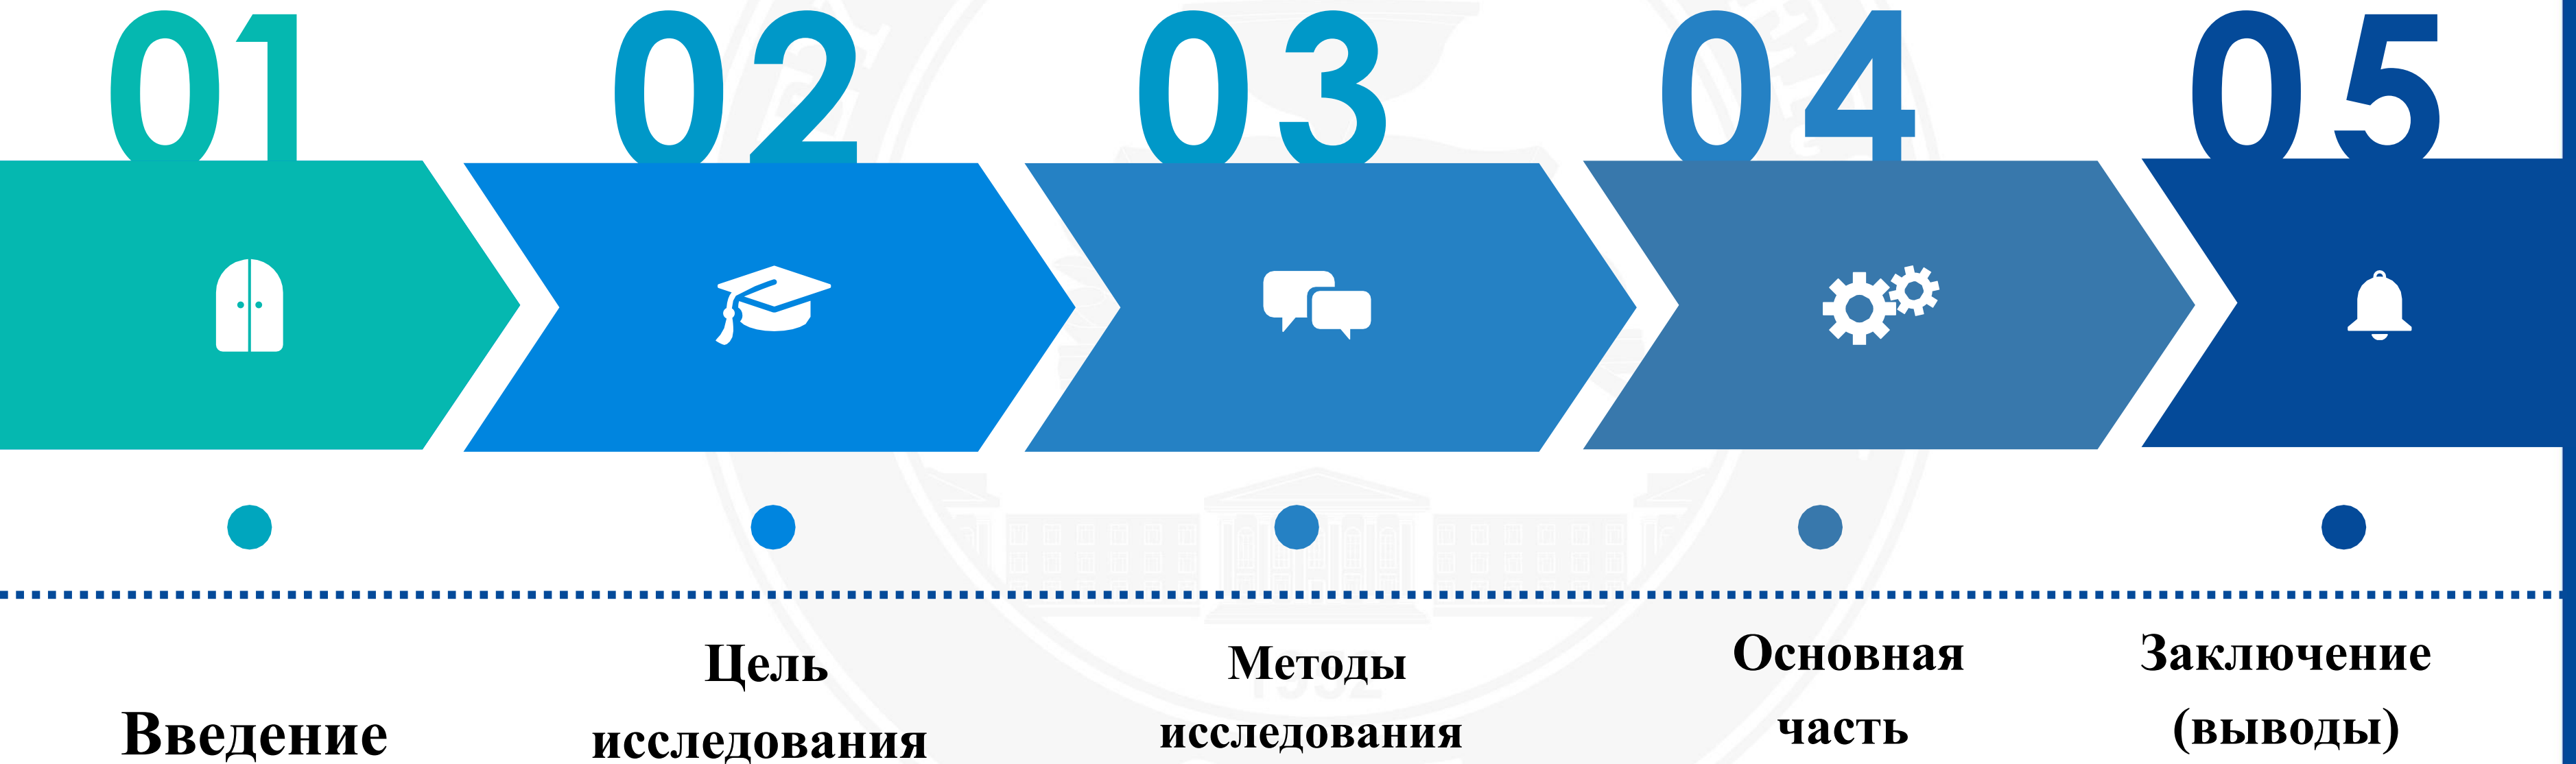 01
02
03
04
05
Введение
Цель
исследования
Методы
исследования
Основная
часть
Заключение
(выводы)